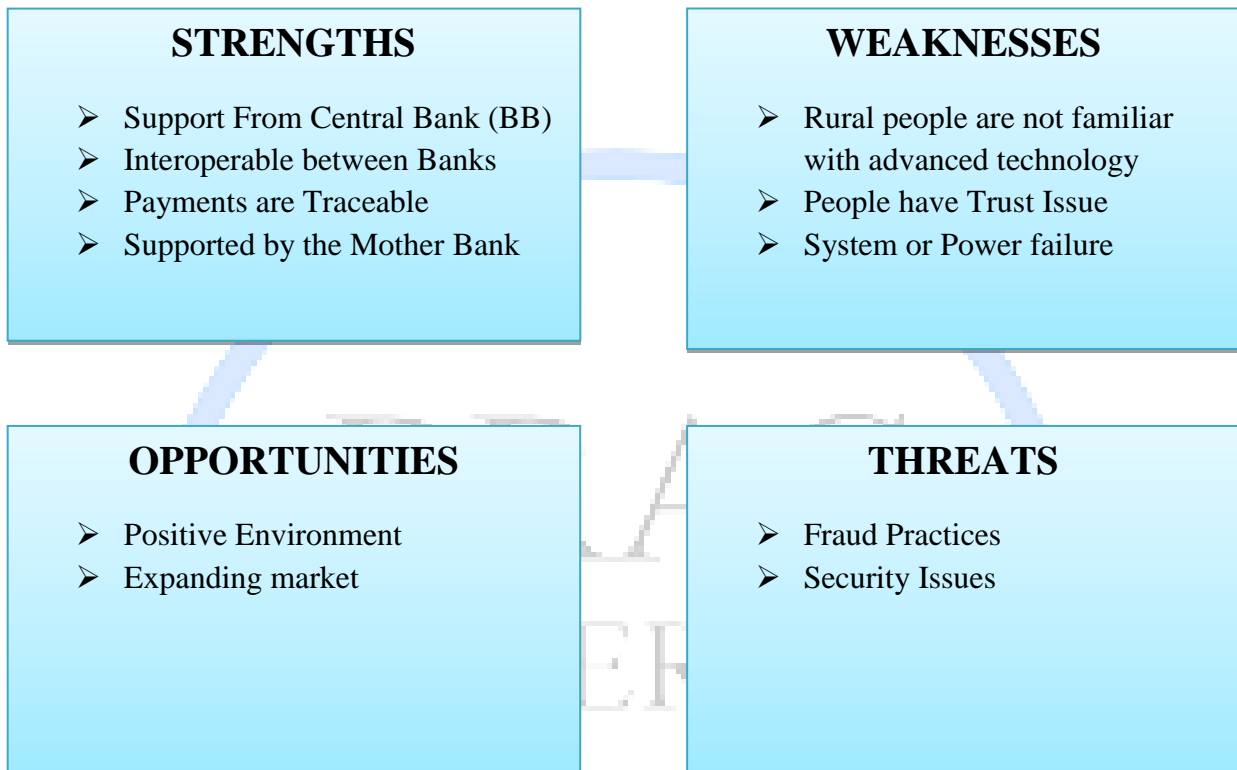 STRENGTHS
➢ Support From Central Bank (BB)
➢ Interoperable between Banks
➢ Payments are Traceable
➢ Supported by the Mother Bank
WEAKNESSES
➢ Rural people are not familiar
with advanced technology
➢ People have Trust Issue
➢ System or Power failure
OPPORTUNITIES
➢ Positive Environment
➢ Expanding market
THREATS
➢ Fraud Practices
➢ Security Issues